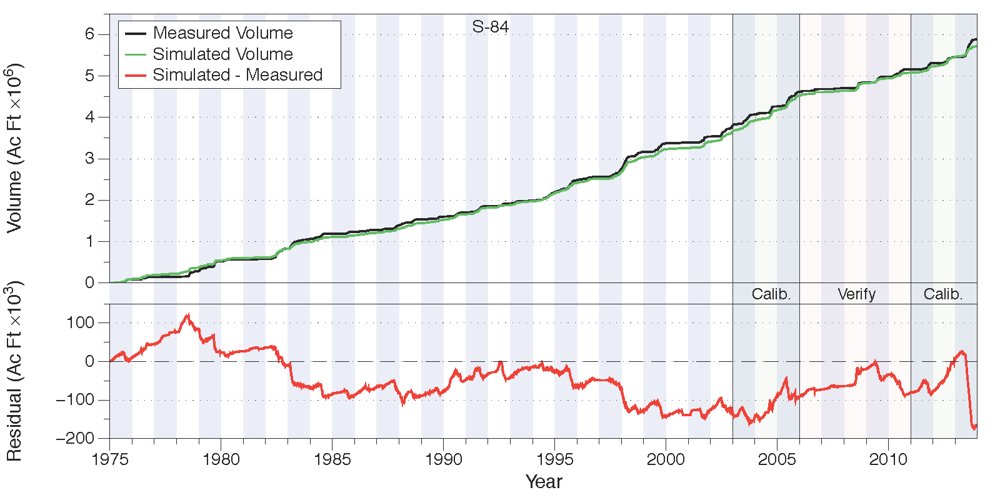 S-84
Measured Volume
Simulated Volume
Simulated - Measured
Volume (Ac Ft ×10⁶)
6
5
4
3
2
1
0
Calib.
Verify
Calib.
Residual (Ac Ft ×10³)
100
0
−100
−200
1975 1980 1985 1990 1995 2000 2005 2010
Year